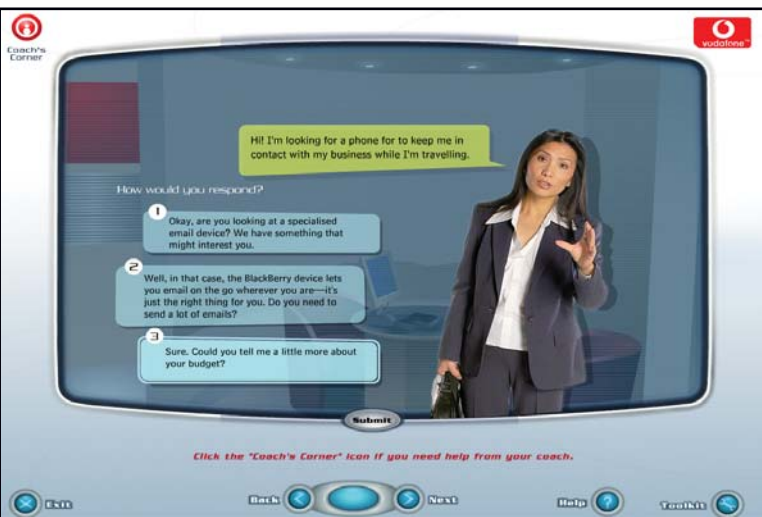 Coach's
Corner
vodafone™
Hi! I'm looking for a phone for to keep me in
contact with my business while I'm travelling.
How would you respond?
1
Okay, are you looking at a specialised
email device? We have something that
might interest you.
2
Well, in that case, the BlackBerry device lets
you email on the go wherever you are—it's
just the right thing for you. Do you need to
send a lot of emails?
3
Sure. Could you tell me a little more about
your budget?
Submit
Click the "Coach's Corner" icon if you need help from your coach.
Exit
Back
Next
Help
?
Toolkit